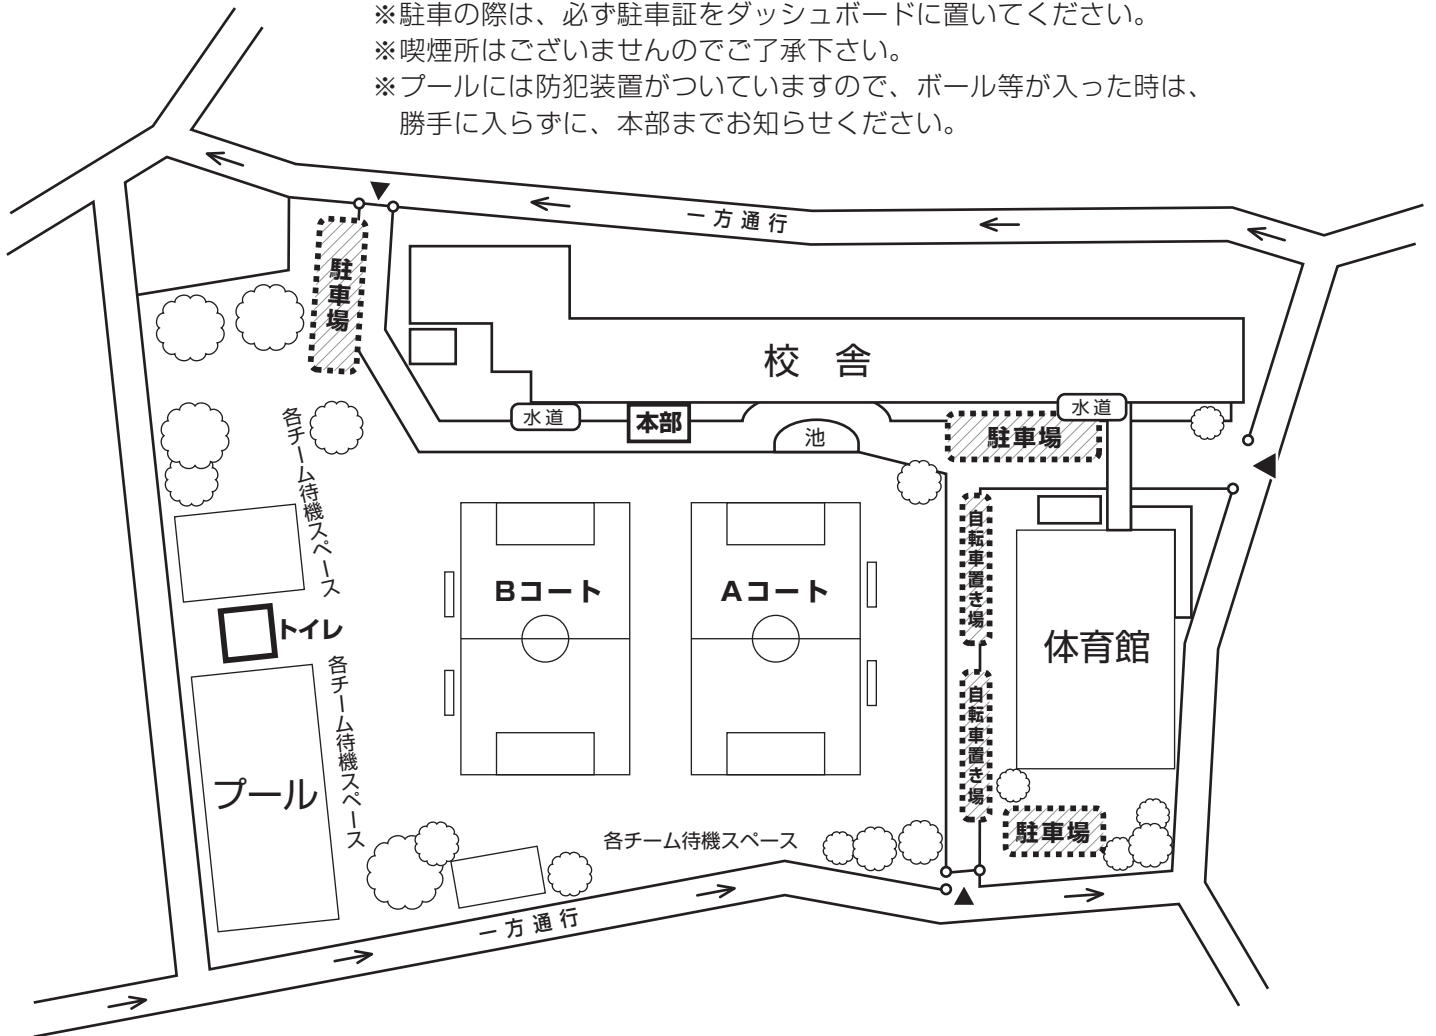 ※駐車の際は、必ず駐車証をダッシュボードに置いてください。
※喫煙所はございませんのでご了承下さい。
※プールには防犯装置がついていますので、ボール等が入った時は、
勝手に入らずに、本部までお知らせください。
一方通行
駐車場
校 舎
水道
本部
池
水道
駐車場
各チーム待機スペース
Bコート
Aコート
自転車置き場
トイレ
体育館
各チーム待機スペース
自転車置き場
プール
駐車場
各チーム待機スペース
一方通行